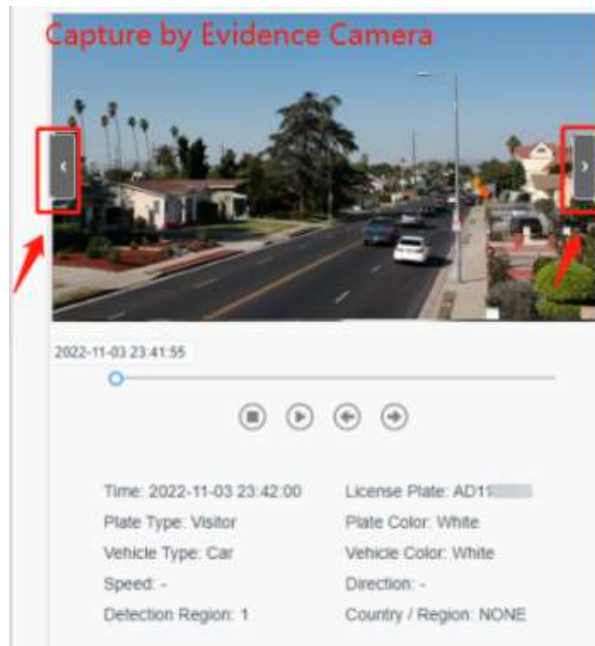 Capture by Evidence Camera
2022-11-03 23:41:55
Time: 2022-11-03 23:42:00
License Plate: AD11
Plate Type: Visitor
Plate Color: White
Vehicle Type: Car
Vehicle Color: White
Speed: -
Direction: -
Detection Region: 1
Country / Region: NONE